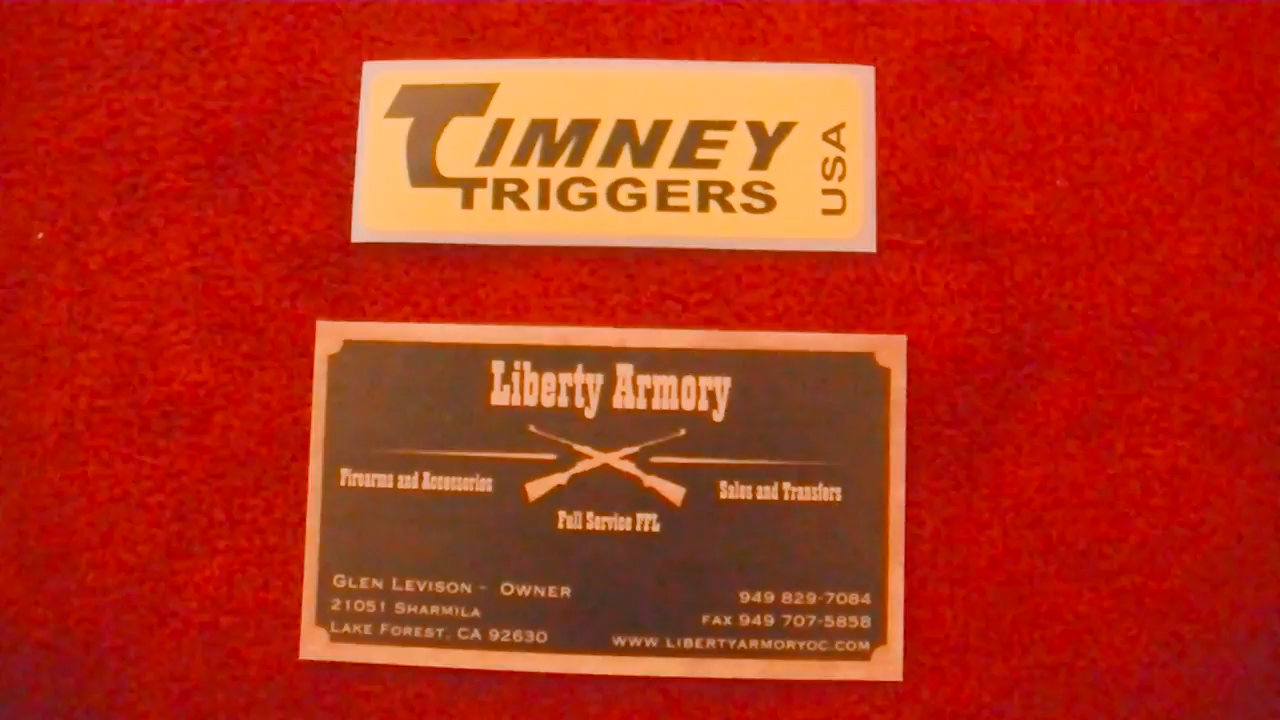 TIMNEY
TRIGGERS
USA
Liberty Armory
Firearms and Accessories
Sales and Transfers
Full Service FFL
GLEN LEVISON - OWNER
21051 SHARMILA
LAKE FOREST, CA 92630
949 829-7084
FAX 949 707-5858
WWW.LIBERTYARMORYOC.COM